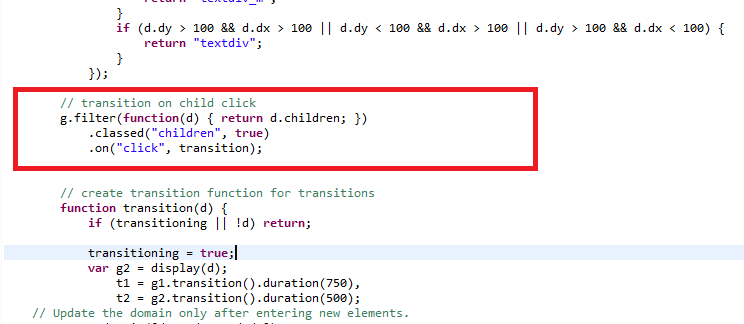 }
if (d.dy > 100 && d.dx > 100 || d.dy < 100 && d.dx > 100 || d.dy > 100 && d.dx < 100) {
return "textdiv";
}
});
// transition on child click
g.filter(function(d) { return d.children; })
.classed("children", true)
.on("click", transition);
// create transition function for transitions
function transition(d) {
if (transitioning || !d) return;
transitioning = true;
var g2 = display(d);
t1 = g1.transition().duration(750),
t2 = g2.transition().duration(500);
// Update the domain only after entering new elements.